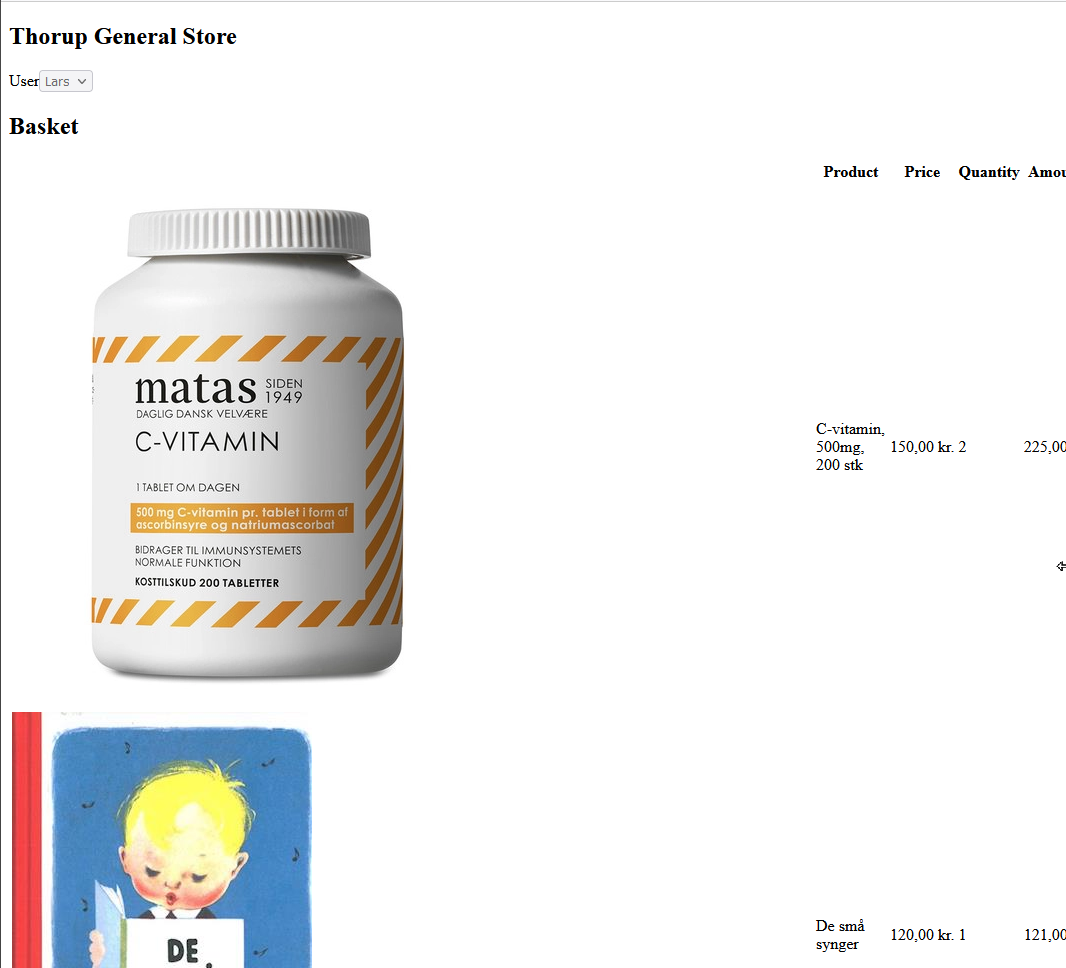 Thorup General Store
User Lars
Basket
Product Price Quantity Amou
matas SIDEN 1949
DAGLIG DANSK VELVÆRE
C-VITAMIN
1 TABLET OM DAGEN
500 mg C-vitamin pr. tablet i form af
ascorbinsyre og natriumascorbat
BIDRAGER TIL IMMUNSYSTEMETS
NORMALE FUNKTION
KOSTTILSKUD 200 TABLETTER
C-vitamin,
500mg,
200 stk
150,00 kr. 2 225,00
DE
De små
synger
120,00 kr. 1 121,00